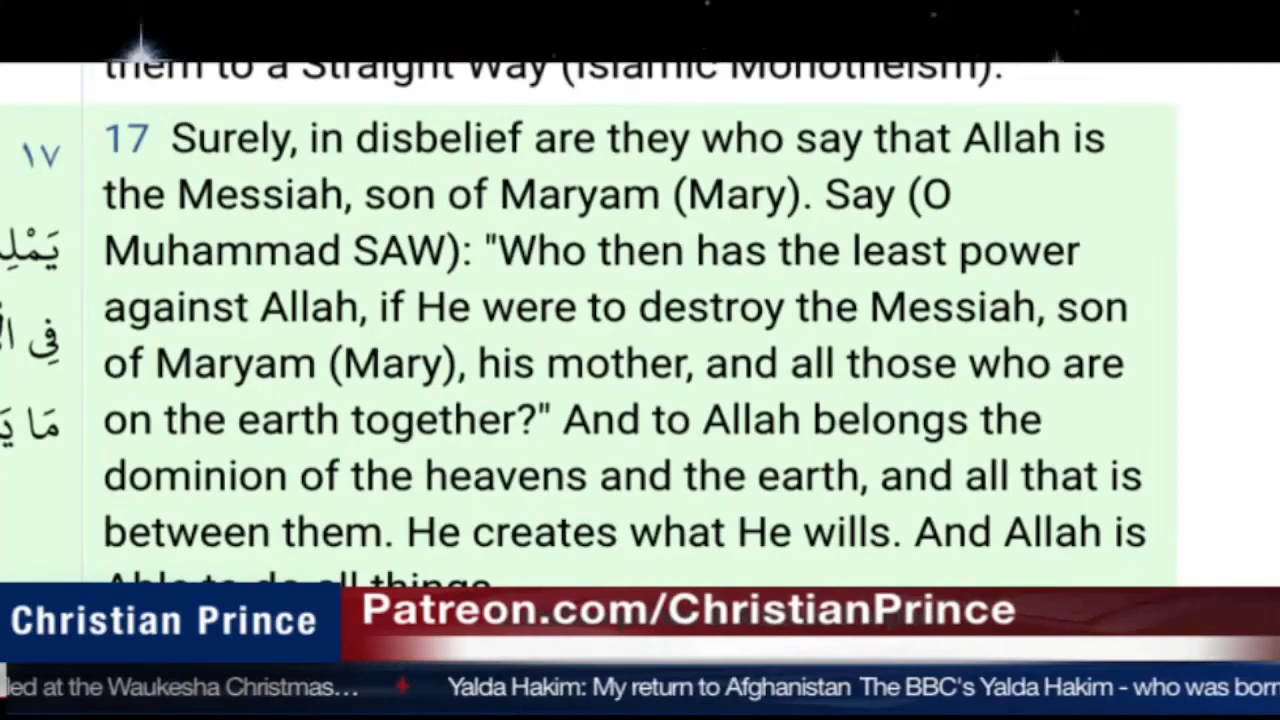 them to a Straight Way (Islamic Monotheism).
١٧
17 Surely, in disbelief are they who say that Allah is
the Messiah, son of Maryam (Mary). Say (O
Muhammad SAW): "Who then has the least power
against Allah, if He were to destroy the Messiah, son
of Maryam (Mary), his mother, and all those who are
on the earth together?" And to Allah belongs the
dominion of the heavens and the earth, and all that is
between them. He creates what He wills. And Allah is
Able to do all things.
فِي
مَا
Christian Prince
Patreon.com/ChristianPrince
led at the Waukesha Christmas... Yalda Hakim: My return to Afghanistan The BBC's Yalda Hakim - who was born